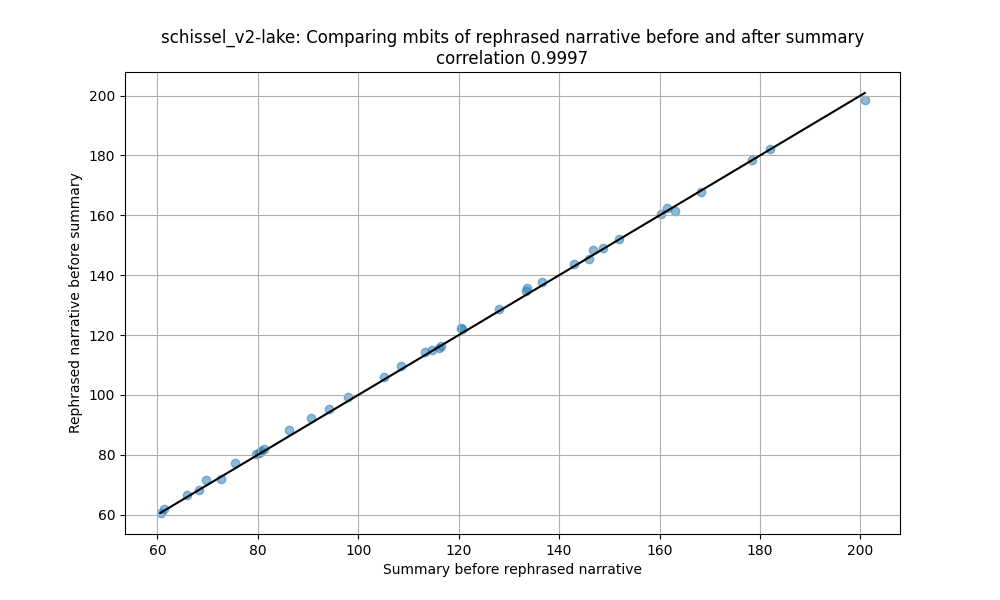 schissel_v2-lake: Comparing mbits of rephrased narrative before and after summary
correlation 0.9997
Rephrased narrative before summary
200
180
160
140
120
100
80
60
60 80 100 120 140 160 180 200
Summary before rephrased narrative